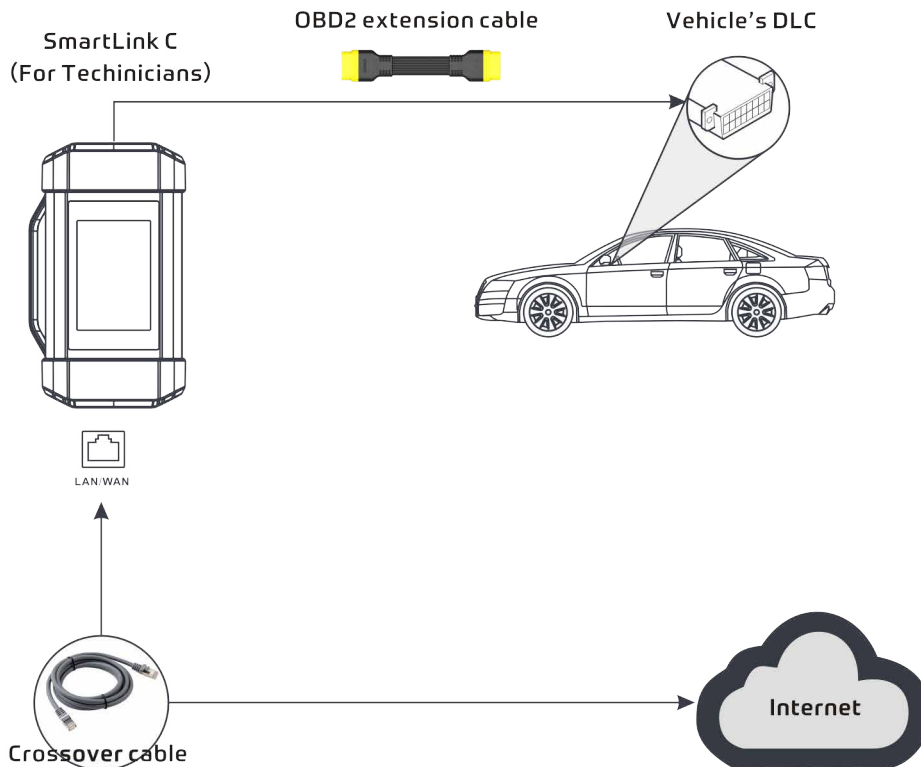 OBD2 extension cable
Vehicle's DLC
SmartLink C
(For Techinicians)
LAN/WAN
Internet
Crossover cable